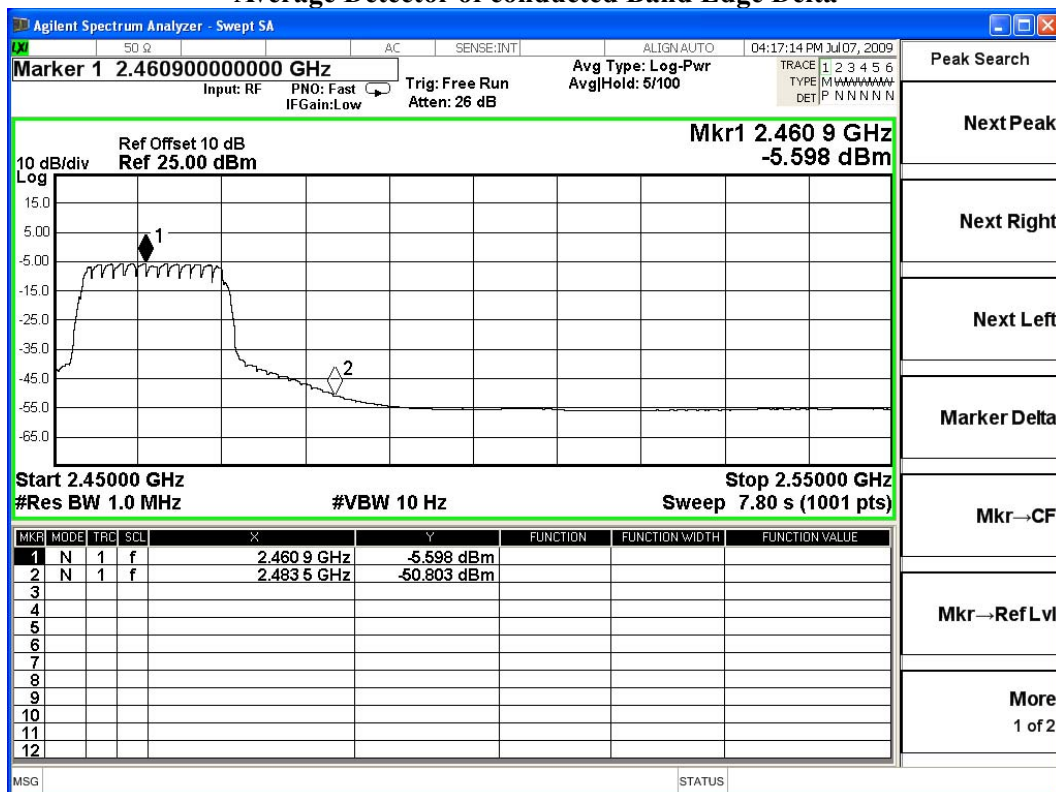 Average Detector of conducted Band Edge Delta
Agilent Spectrum Analyzer - Swept SA
LXI 50 Ω AC SENSE:INT ALIGN AUTO 04:17:14 PM Jul 07, 2009
Marker 1 2.460900000000 GHz
Input: RF PNO: Fast IFGain:Low
Trig: Free Run
Atten: 26 dB
Avg Type: Log-Pwr
Avg|Hold: 5/100
TRACE 1 2 3 4 5 6
TYPE M W W W W W
DET P N N N N N
Mkr1 2.460 9 GHz
-5.598 dBm
Ref Offset 10 dB
10 dB/div Ref 25.00 dBm
Log
15.0
5.00
-5.00
-15.0
-25.0
-35.0
-45.0
-55.0
-65.0
1
2
Start 2.45000 GHz Stop 2.55000 GHz
#Res BW 1.0 MHz #VBW 10 Hz Sweep 7.80 s (1001 pts)
MKR MODE TRC SCL X Y FUNCTION FUNCTION WIDTH FUNCTION VALUE
1 N 1 f 2.460 9 GHz -5.598 dBm
2 N 1 f 2.483 5 GHz -50.803 dBm
3
4
5
6
7
8
9
10
11
12
MSG STATUS
Peak Search
Next Peak
Next Right
Next Left
Marker Delta
Mkr→CF
Mkr→Ref Lvl
More
1 of 2